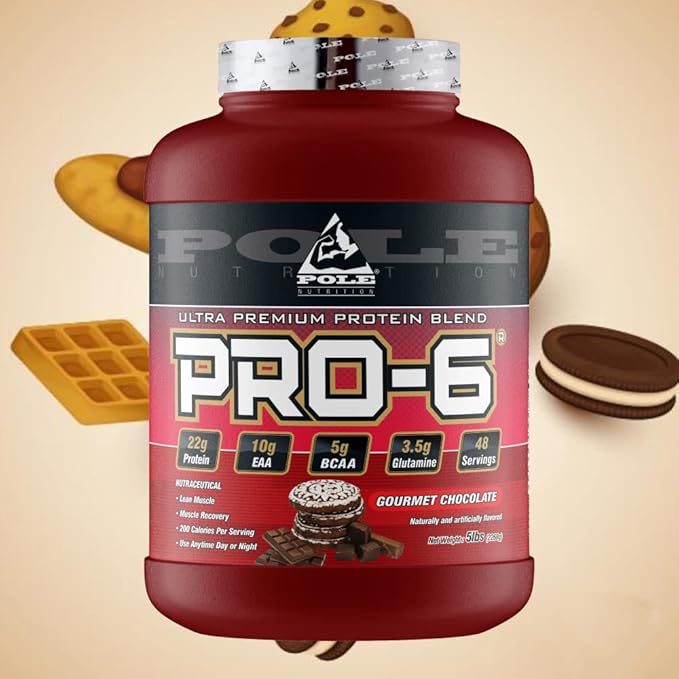 POLE
POLE
NUTRITION
POLE®
NUTRITION
ULTRA PREMIUM PROTEIN BLEND
PRO-6®
22g Protein
10g EAA
5g BCAA
3.5g Glutamine
48 Servings
NUTRACEUTICAL
• Lean Muscle
• Muscle Recovery
• 200 Calories Per Serving
• Use Anytime Day or Night
GOURMET CHOCOLATE
Naturally and artificially flavored
Net Weight: 5lbs